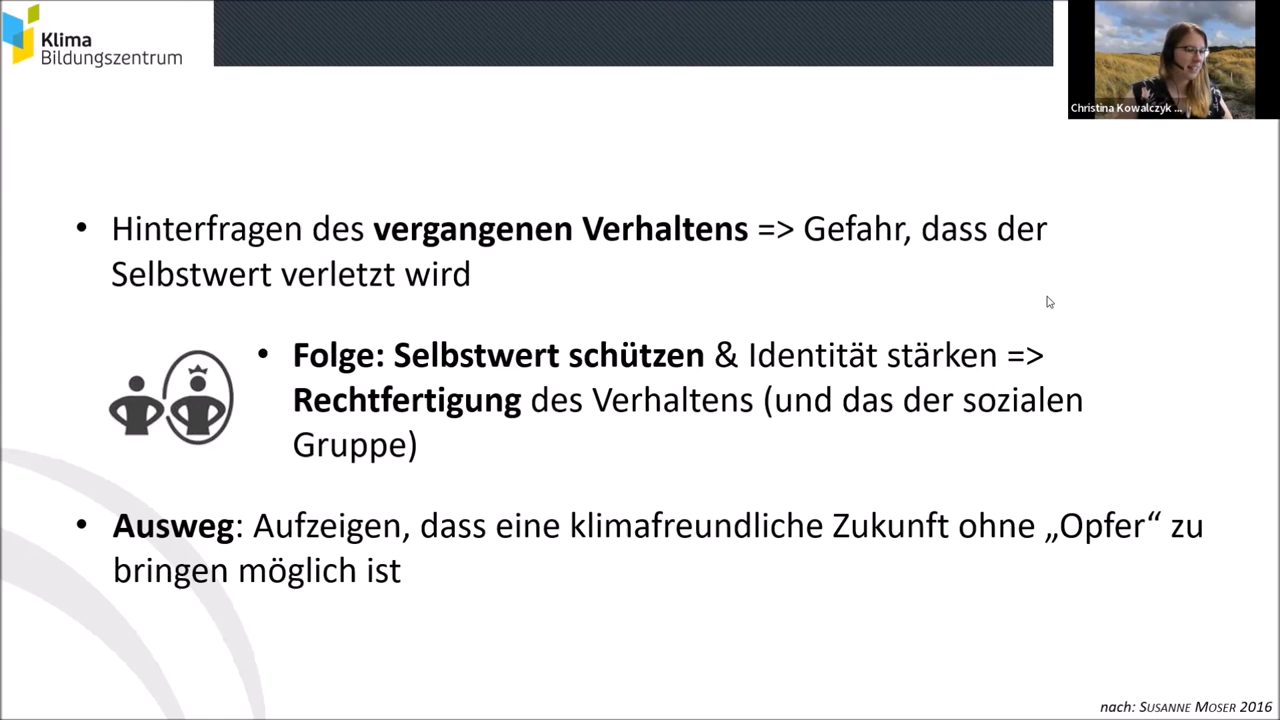 Klima
Bildungszentrum
Christina Kowalczyk ...
• Hinterfragen des vergangenen Verhaltens => Gefahr, dass der
Selbstwert verletzt wird
• Folge: Selbstwert schützen & Identität stärken =>
Rechtfertigung des Verhaltens (und das der sozialen
Gruppe)
• Ausweg: Aufzeigen, dass eine klimafreundliche Zukunft ohne „Opfer“ zu
bringen möglich ist
nach: SUSANNE MOSER 2016